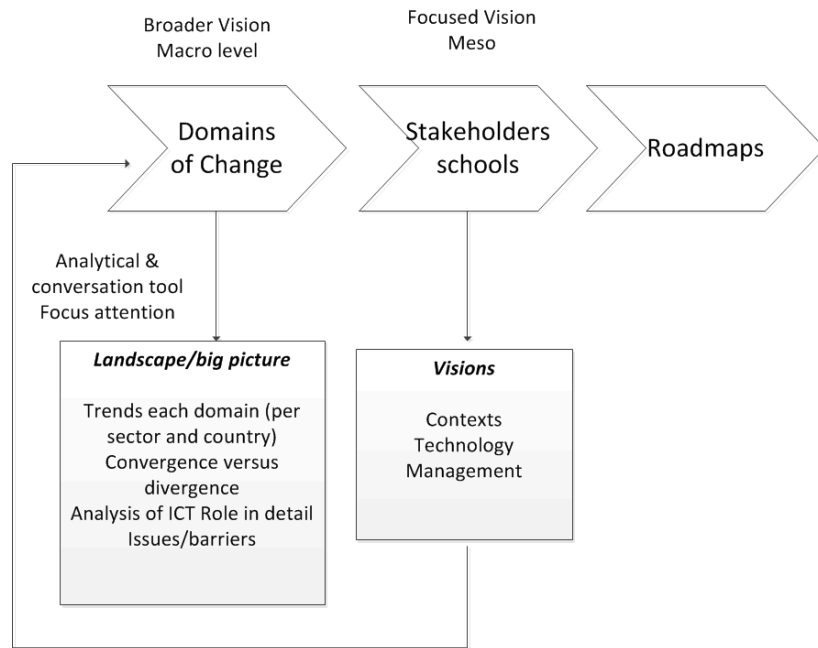 Broader Vision
Macro level
Focused Vision
Meso
Domains
of Change
Stakeholders
schools
Roadmaps
Analytical &
conversation tool
Focus attention
Landscape/big picture
Trends each domain (per
sector and country)
Convergence versus
divergence
Analysis of ICT Role in detail
Issues/barriers
Visions
Contexts
Technology
Management